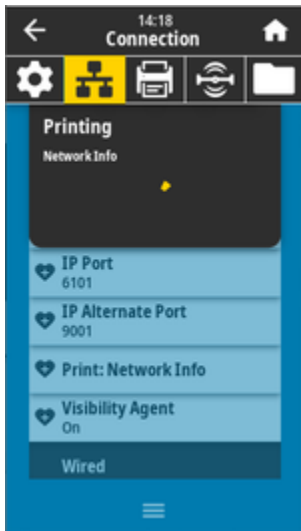 14:18
Connection
Printing
Network Info
IP Port
6101
IP Alternate Port
9001
Print: Network Info
Visibility Agent
On
Wired